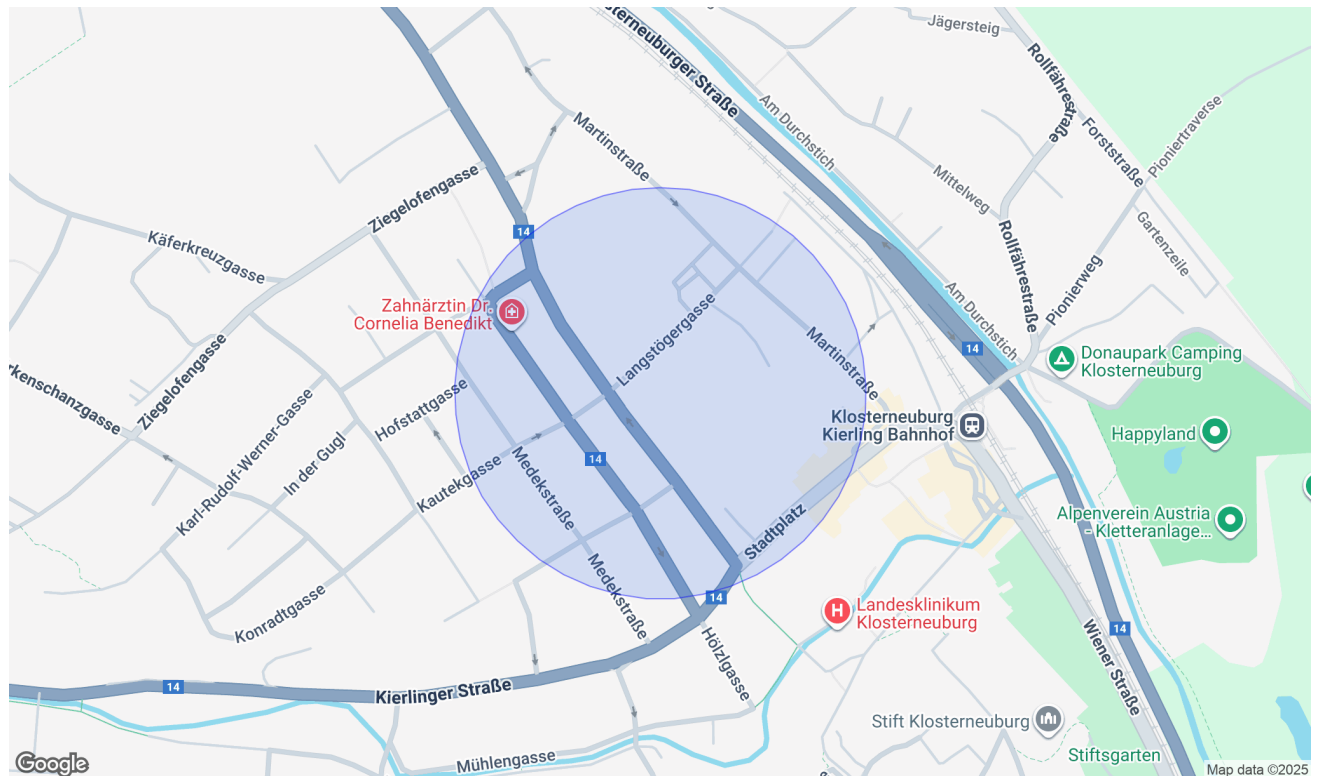 Jägersteig
osterneuburger Straße
Rollfährestraße
Am Durchstich
Forststraße
Pioniertraverse
Martinstraße
Mittelweg
Ziegelofengasse
Gartenzeile
Käferkreuzgasse
14
Rollfährestraße
Pionierweg
Am Durchstich
Zahnärztin Dr.
Cornelia Benedikt
Langstögergasse
Martinstraße
14
Donaupark Camping
Klosterneuburg
Ziegelofengasse
rkenschanzgasse
Hofstattgasse
Karl-Rudolf-Werner-Gasse
In der Gugl
Klosterneuburg
Kierling Bahnhof
Happyland
Kautekgasse
14
Medekstraße
Stadtplatz
Alpenverein Austria
- Kletteranlage...
Konradtgasse
Medekstraße
14
H
Landesklinikum
Klosterneuburg
14
Hölzlgasse
Wiener Straße
14
Kierlinger Straße
Stift Klosterneuburg
Mühlengasse
Stiftsgarten
Google
Map data ©2025